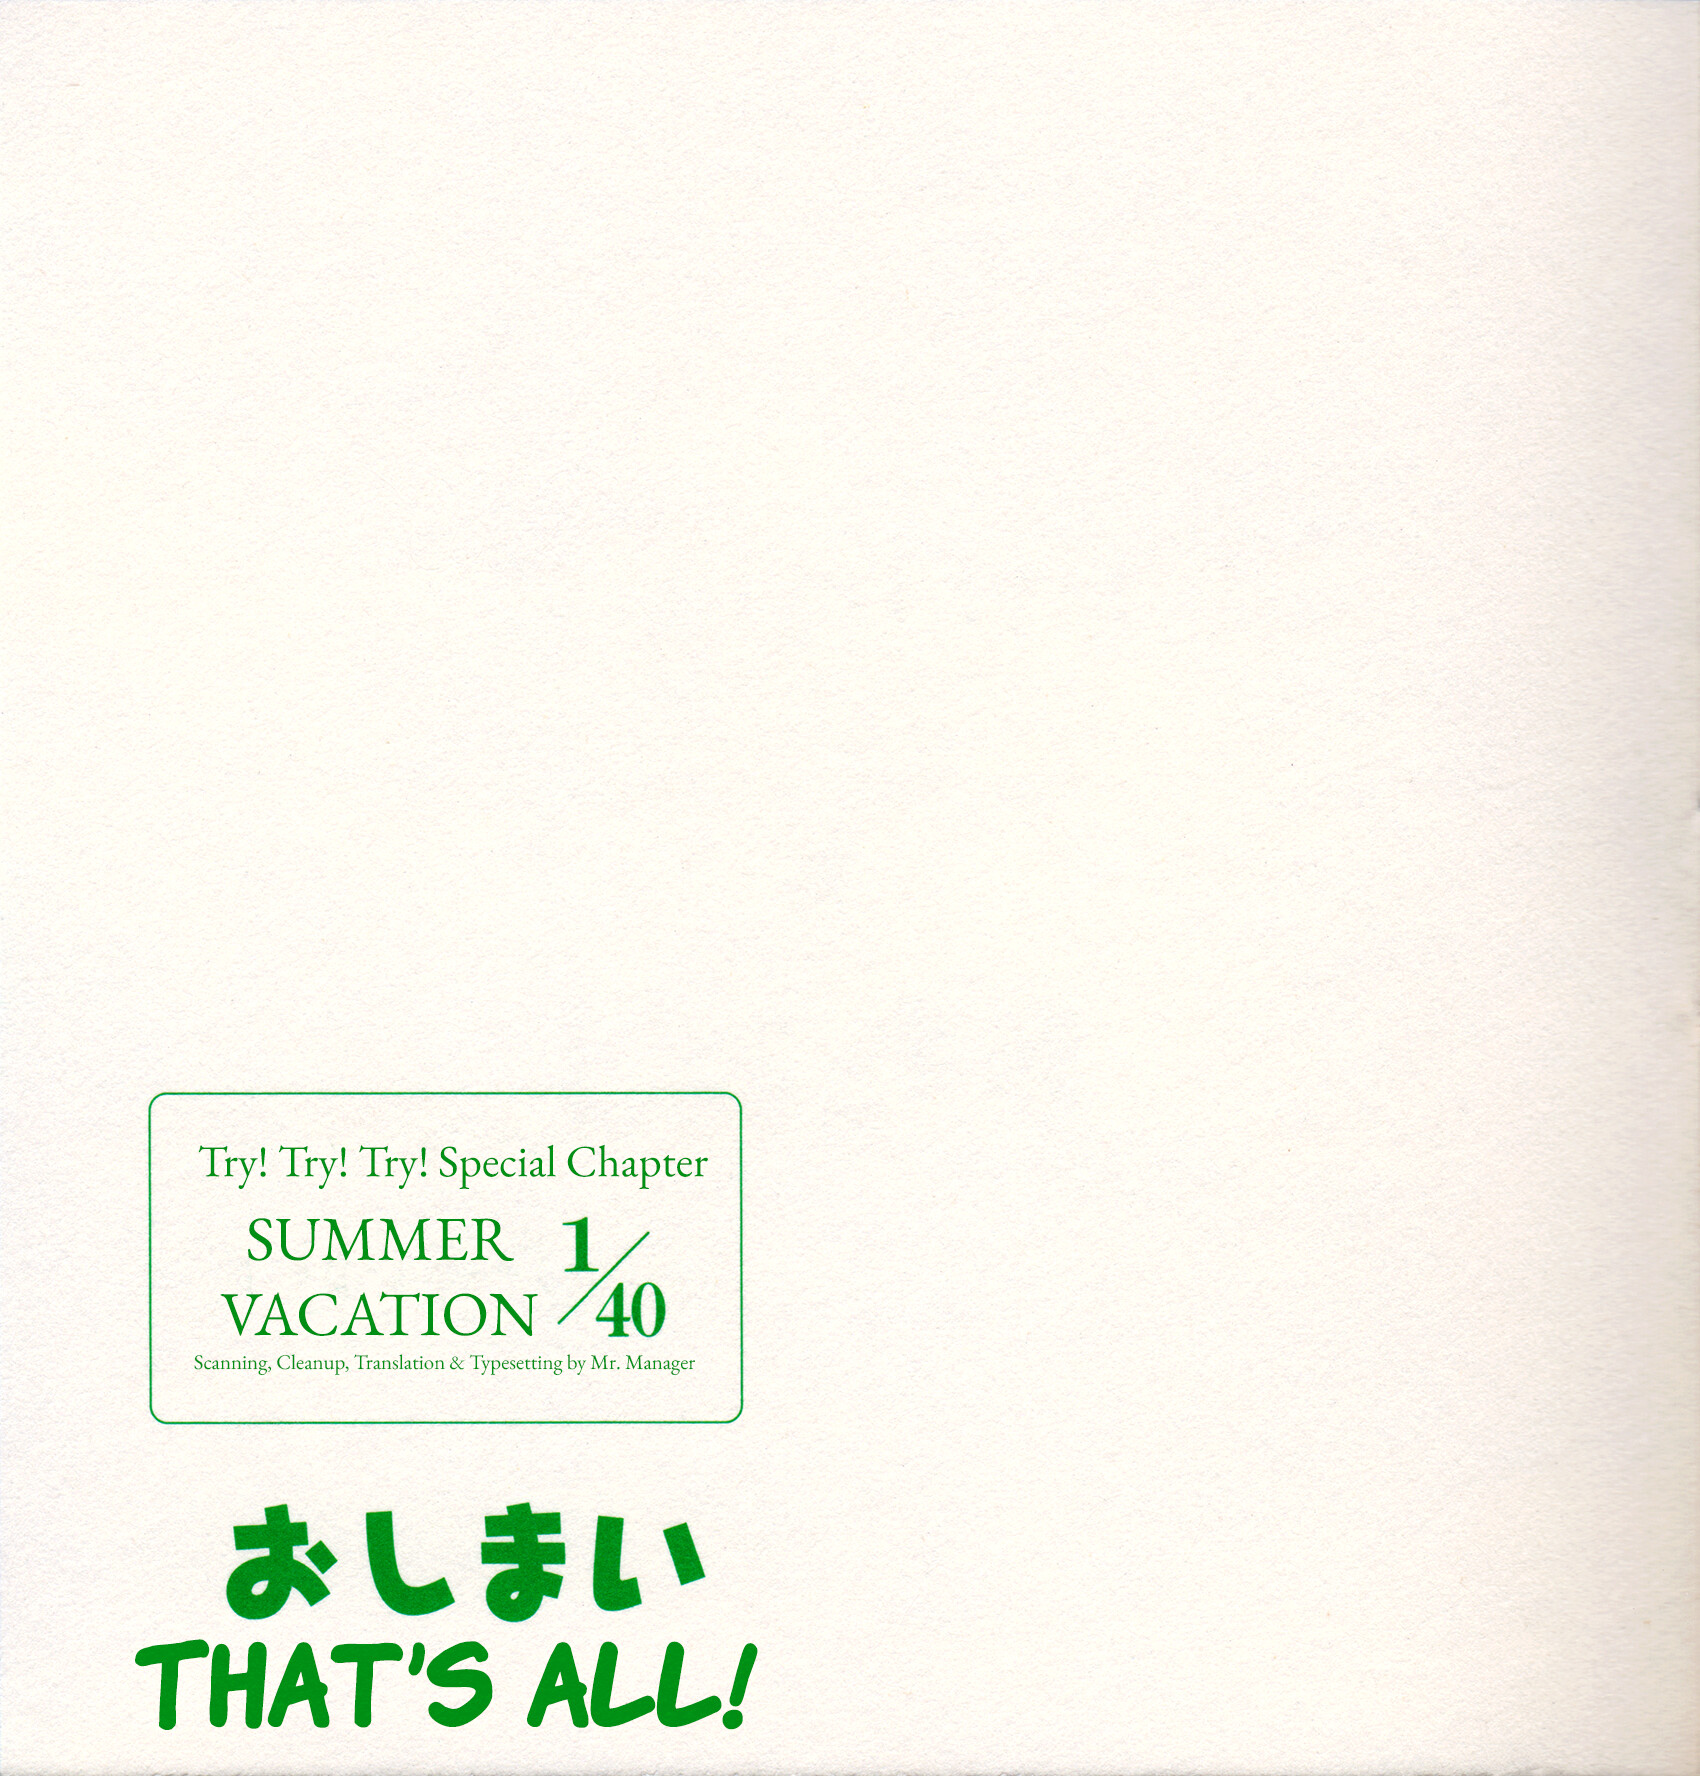 Try! Try! Try! Special Chapter
SUMMER
VACATION
1/40
Scanning, Cleanup, Translation & Typesetting by Mr. Manager
おしまい
THAT'S ALL!